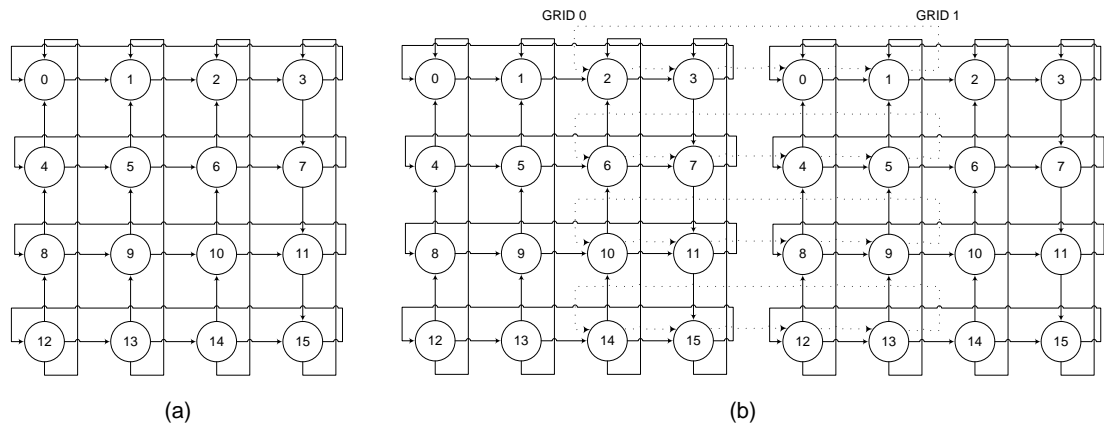 GRID 0 GRID 1
0 1 2 3 0 1 2 3 0 1 2 3
4 5 6 7 4 5 6 7 4 5 6 7
8 9 10 11 8 9 10 11 8 9 10 11
12 13 14 15 12 13 14 15 12 13 14 15
(a) (b)